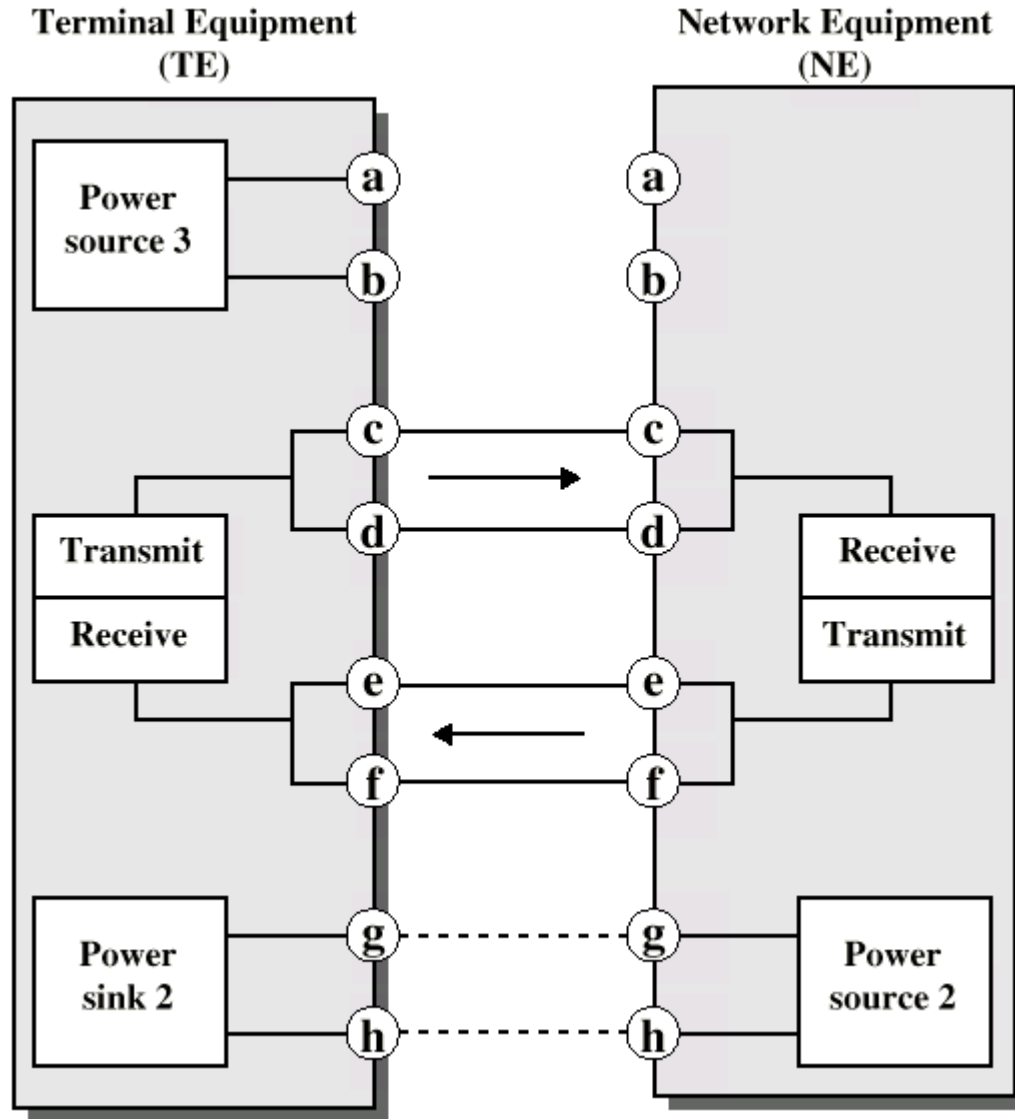 Terminal Equipment
(TE)
Network Equipment
(NE)
Power
source 3
a
b
a
b
c
d
c
d
Transmit
Receive
Receive
Transmit
e
f
e
f
Power
sink 2
g
h
g
h
Power
source 2